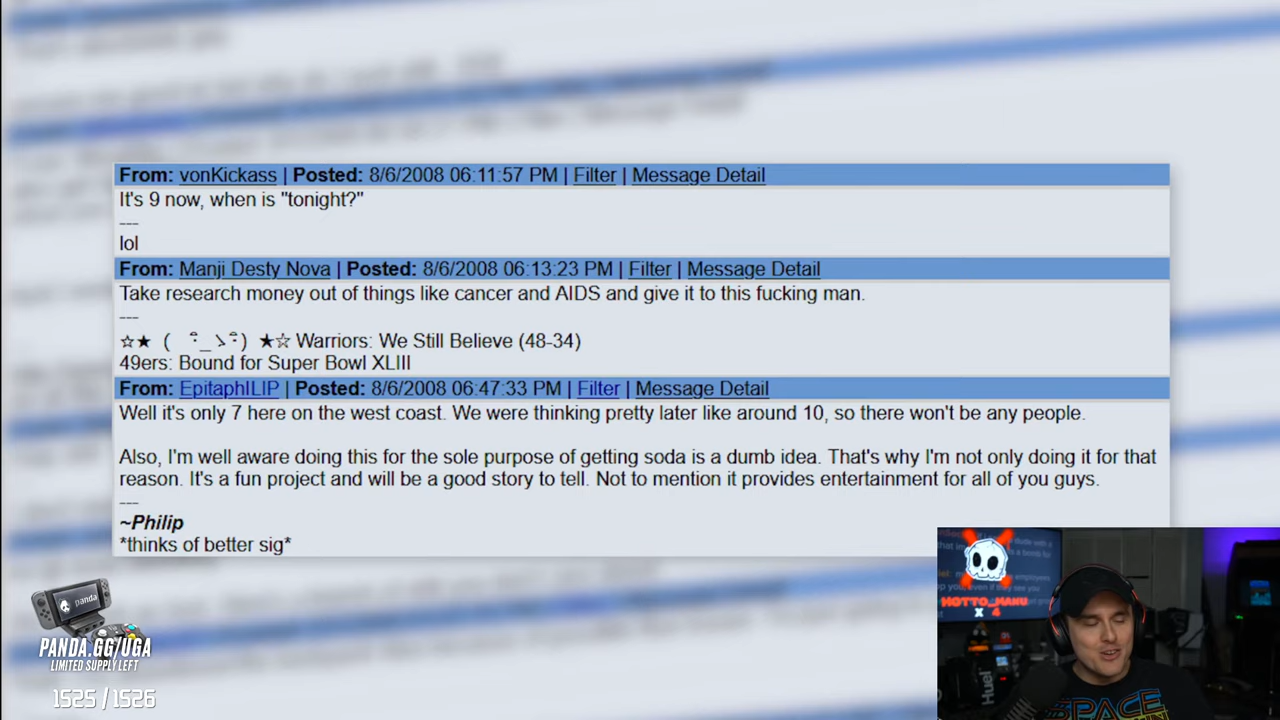 From: vonKickass | Posted: 8/6/2008 06:11:57 PM | Filter | Message Detail
It's 9 now, when is "tonight?"
---
lol
From: Manji Desty Nova | Posted: 8/6/2008 06:13:23 PM | Filter | Message Detail
Take research money out of things like cancer and AIDS and give it to this fucking man.
---
☆★ ( ･_ゝ･) ★☆ Warriors: We Still Believe (48-34)
49ers: Bound for Super Bowl XLIII
From: EpitaphILIP | Posted: 8/6/2008 06:47:33 PM | Filter | Message Detail
Well it's only 7 here on the west coast. We were thinking pretty later like around 10, so there won't be any people.
Also, I'm well aware doing this for the sole purpose of getting soda is a dumb idea. That's why I'm not only doing it for that
reason. It's a fun project and will be a good story to tell. Not to mention it provides entertainment for all of you guys.
---
~Philip
*thinks of better sig*
panda
PANDA.GG/UGA
LIMITED SUPPLY LEFT
1525 / 1526
HOTTO_MAKU
X 4
Huel
SPACE